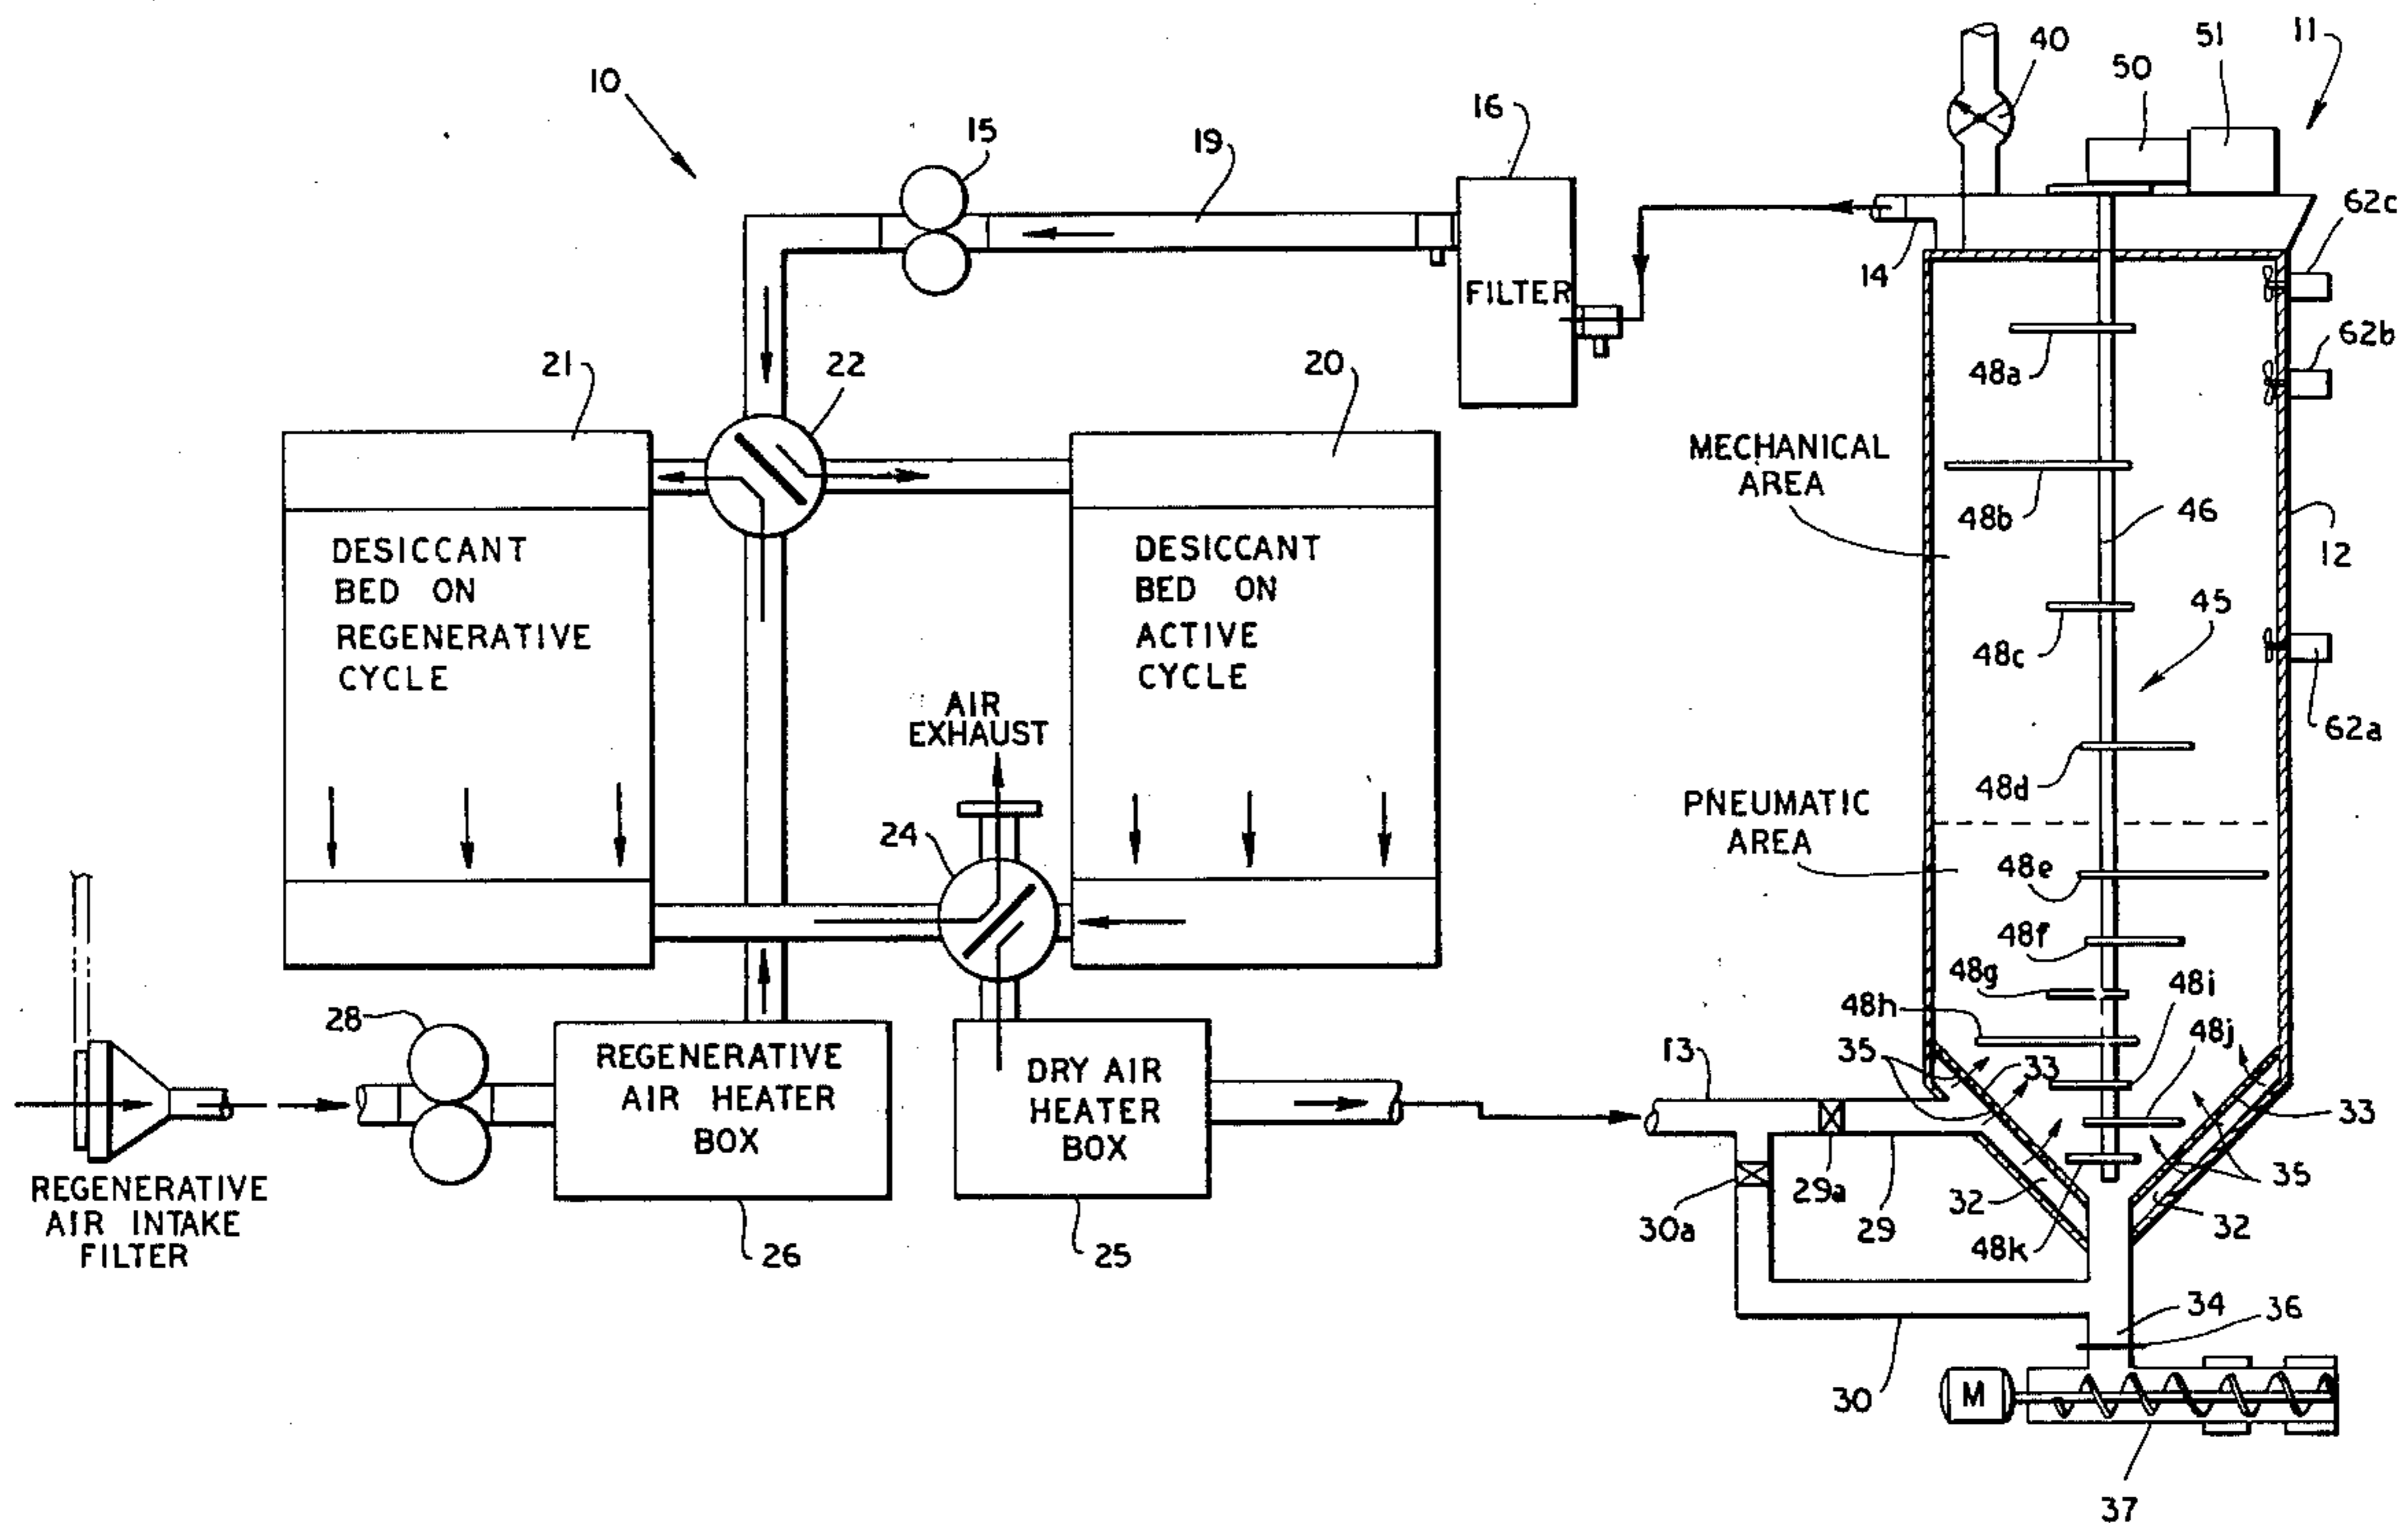 10
15
19
16
40
50
51
11
62c
14
FILTER
62b
21
22
20
48a
MECHANICAL
AREA
48b
46
12
DESICCANT
BED ON
REGENERATIVE
CYCLE
DESICCANT
BED ON
ACTIVE
CYCLE
45
48c
62a
AIR
EXHAUST
48d
PNEUMATIC
AREA
24
48e
48f
48g
48i
48h
48j
28
13
35
33
33
REGENERATIVE
AIR HEATER
BOX
DRY AIR
HEATER
BOX
REGENERATIVE
AIR INTAKE
FILTER
26
25
30a
29a
29
32
48k
32
35
34
36
30
M
37